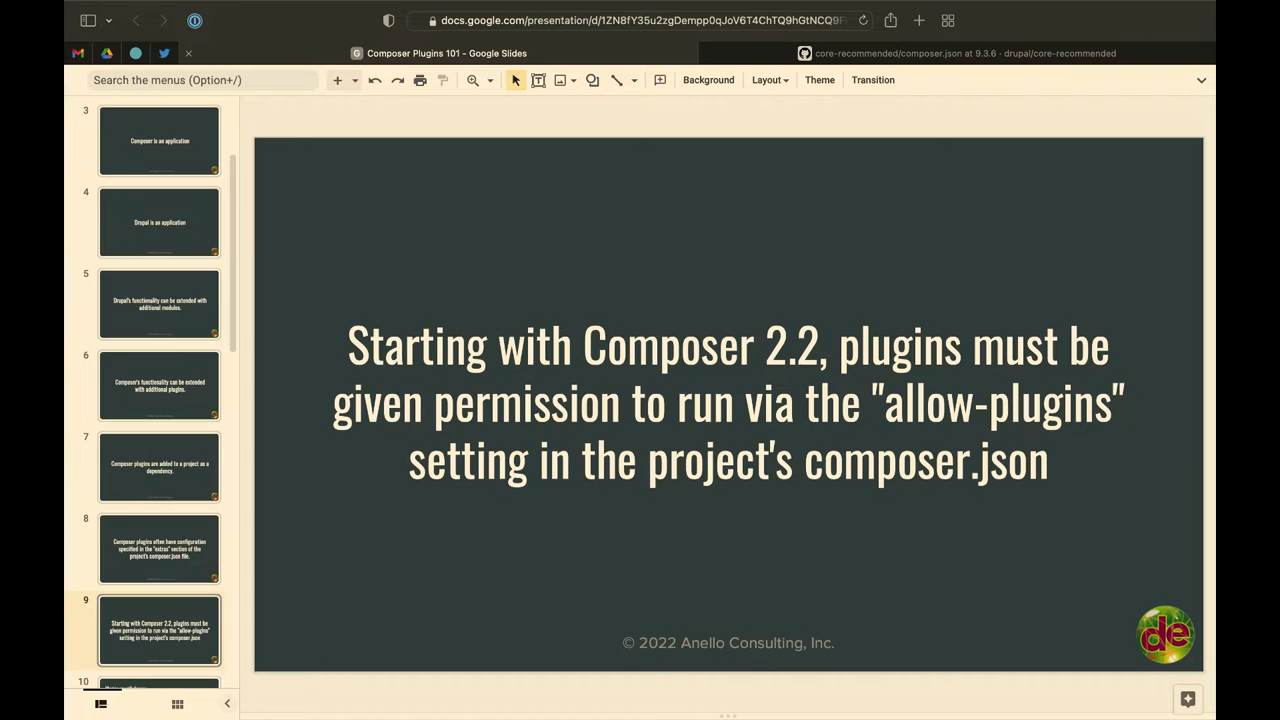 docs.google.com/presentation/d/1ZN8fY35u2zgDempp0qJoV6T4ChTQ9hGtNCQ9F
Composer Plugins 101 - Google Slides
core-recommended/composer.json at 9.3.6 · drupal/core-recommended
Search the menus (Option+/)
Background
Layout
Theme
Transition
3
Composer is an application
4
Drupal is an application
5
Drupal's functionality can be extended with
additional modules.
6
Composer's functionality can be extended
with additional plugins.
7
Composer plugins are added to a project as a
dependency.
8
Composer plugins often have configuration
specified in the "extras" section of the
project's composer.json file.
9
Starting with Composer 2.2, plugins must be
given permission to run via the "allow-plugins"
setting in the project's composer.json
10
Starting with Composer 2.2, plugins must be
given permission to run via the "allow-plugins"
setting in the project's composer.json
© 2022 Anello Consulting, Inc.
de